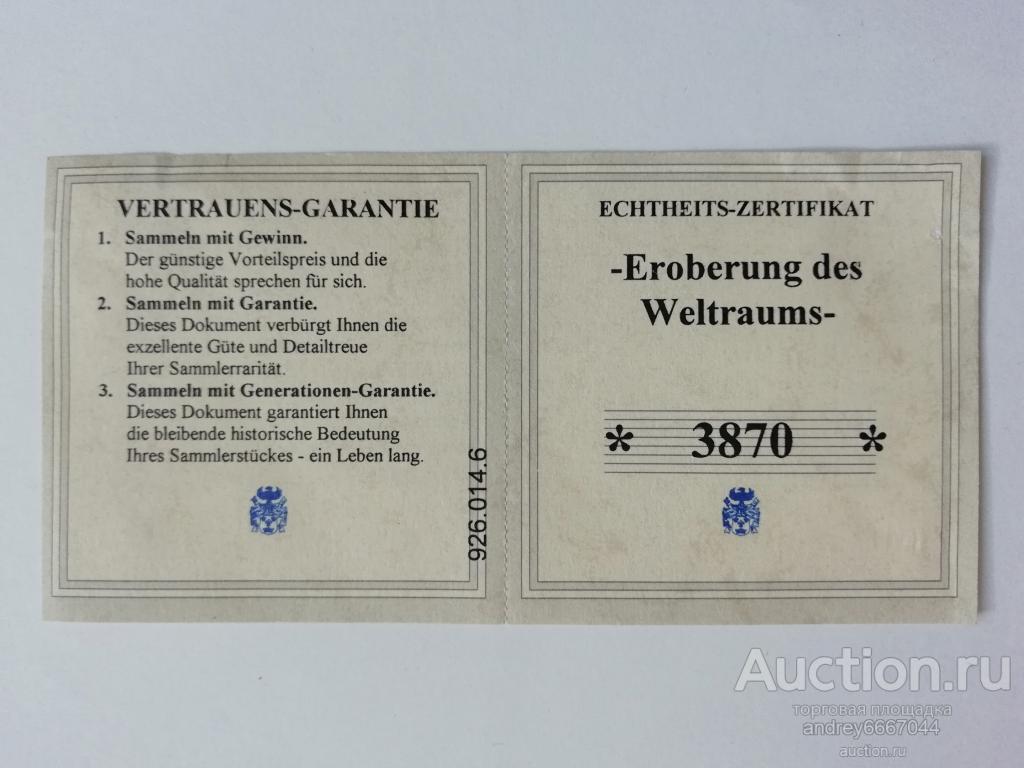 VERTRAUENS-GARANTIE
1. Sammeln mit Gewinn.
Der günstige Vorteilspreis und die
hohe Qualität sprechen für sich.
2. Sammeln mit Garantie.
Dieses Dokument verbürgt Ihnen die
exzellente Güte und Detailtreue
Ihrer Sammlerrarität.
3. Sammeln mit Generationen-Garantie.
Dieses Dokument garantiert Ihnen
die bleibende historische Bedeutung
Ihres Sammlerstückes - ein Leben lang.
926.014.6
ECHTHEITS-ZERTIFIKAT
-Eroberung des
Weltraums-
* 3870 *
Auction.ru
торговая площадка
andrey6667044
auction.ru